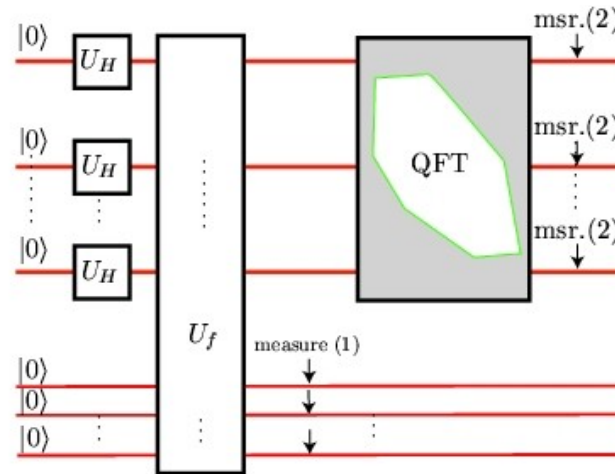 |0⟩ U_H msr.(2)
|0⟩ U_H QFT msr.(2)
|0⟩ U_H msr.(2)
U_f measure (1)
|0⟩
|0⟩
|0⟩